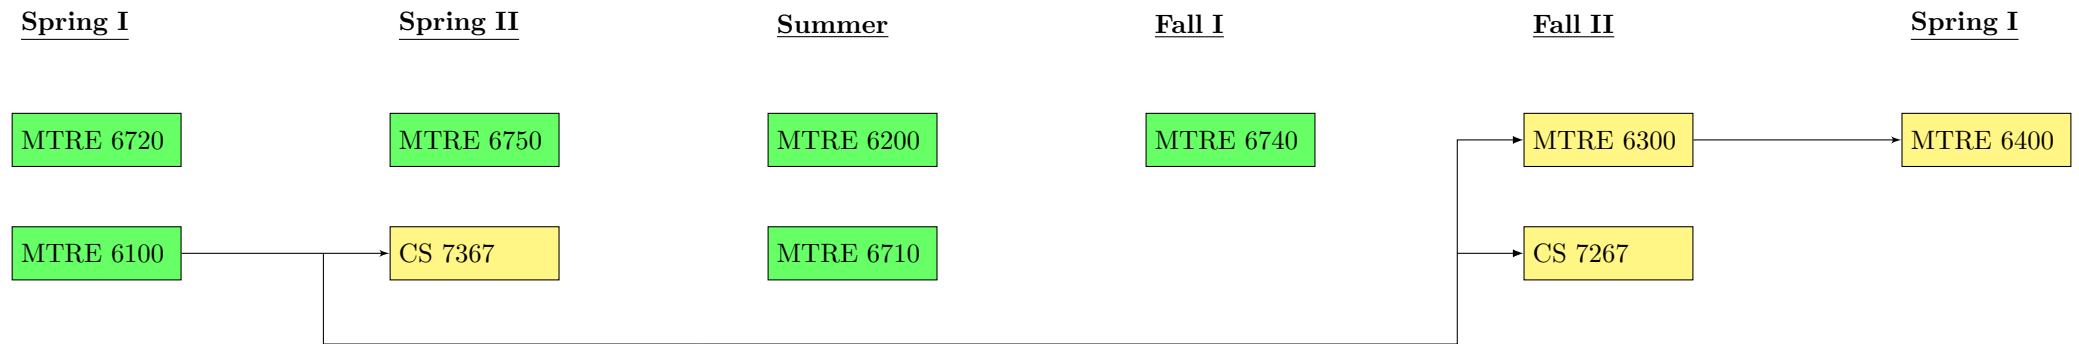 Spring I
Spring II
Summer
Fall I
Fall II
Spring I
MTRE 6720
MTRE 6750
MTRE 6200
MTRE 6740
MTRE 6300
MTRE 6400
MTRE 6100
CS 7367
MTRE 6710
CS 7267